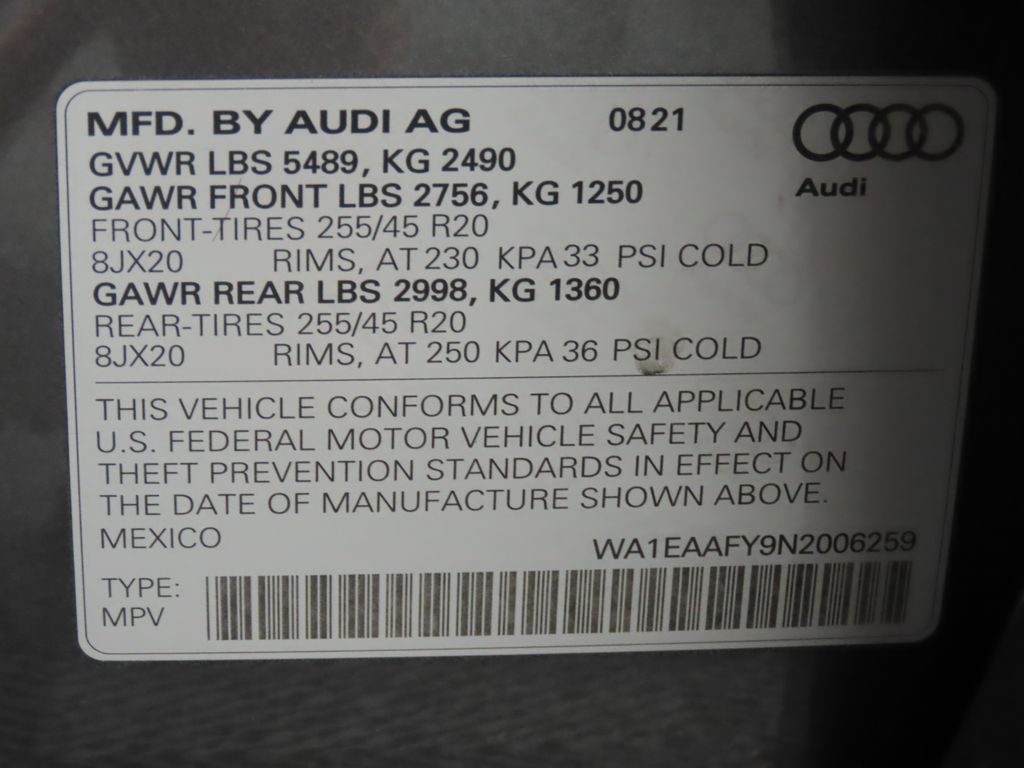 MFD. BY AUDI AG 0821
Audi
GVWR LBS 5489, KG 2490
GAWR FRONT LBS 2756, KG 1250
FRONT-TIRES 255/45 R20
8JX20 RIMS, AT 230 KPA 33 PSI COLD
GAWR REAR LBS 2998, KG 1360
REAR-TIRES 255/45 R20
8JX20 RIMS, AT 250 KPA 36 PSI COLD
THIS VEHICLE CONFORMS TO ALL APPLICABLE
U.S. FEDERAL MOTOR VEHICLE SAFETY AND
THEFT PREVENTION STANDARDS IN EFFECT ON
THE DATE OF MANUFACTURE SHOWN ABOVE.
MEXICO
WA1EAAFY9N2006259
TYPE:
MPV